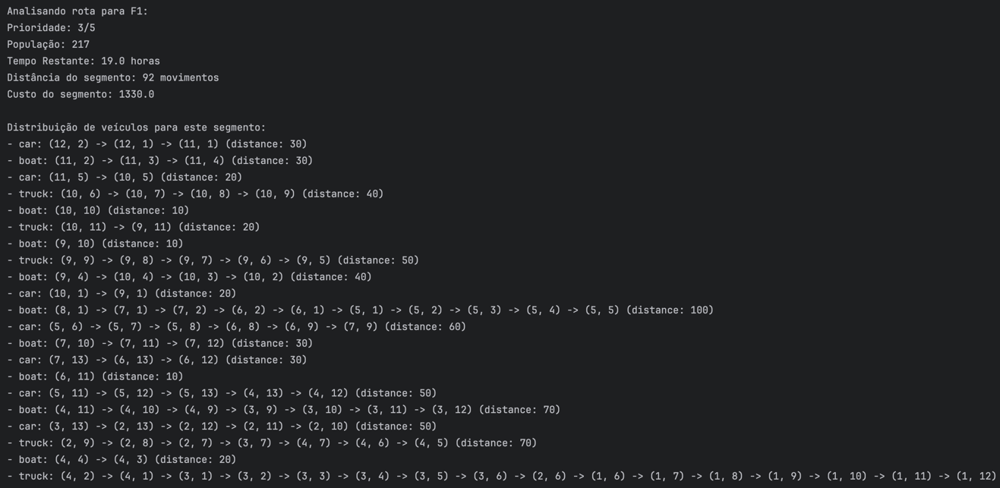 Analisando rota para F1:
Prioridade: 3/5
População: 217
Tempo Restante: 19.0 horas
Distância do segmento: 92 movimentos
Custo do segmento: 1330.0
Distribuição de veículos para este segmento:
- car: (12, 2) -> (12, 1) -> (11, 1) (distance: 30)
- boat: (11, 2) -> (11, 3) -> (11, 4) (distance: 30)
- car: (11, 5) -> (10, 5) (distance: 20)
- truck: (10, 6) -> (10, 7) -> (10, 8) -> (10, 9) (distance: 40)
- boat: (10, 10) (distance: 10)
- truck: (10, 11) -> (9, 11) (distance: 20)
- boat: (9, 10) (distance: 10)
- truck: (9, 9) -> (9, 8) -> (9, 7) -> (9, 6) -> (9, 5) (distance: 50)
- boat: (9, 4) -> (10, 4) -> (10, 3) -> (10, 2) (distance: 40)
- car: (10, 1) -> (9, 1) (distance: 20)
- boat: (8, 1) -> (7, 1) -> (7, 2) -> (6, 2) -> (6, 1) -> (5, 1) -> (5, 2) -> (5, 3) -> (5, 4) -> (5, 5) (distance: 100)
- car: (5, 6) -> (5, 7) -> (5, 8) -> (6, 8) -> (6, 9) -> (7, 9) (distance: 60)
- boat: (7, 10) -> (7, 11) -> (7, 12) (distance: 30)
- car: (7, 13) -> (6, 13) -> (6, 12) (distance: 30)
- boat: (6, 11) (distance: 10)
- car: (5, 11) -> (5, 12) -> (5, 13) -> (4, 13) -> (4, 12) (distance: 50)
- boat: (4, 11) -> (4, 10) -> (4, 9) -> (3, 9) -> (3, 10) -> (3, 11) -> (3, 12) (distance: 70)
- car: (3, 13) -> (2, 13) -> (2, 12) -> (2, 11) -> (2, 10) (distance: 50)
- truck: (2, 9) -> (2, 8) -> (2, 7) -> (3, 7) -> (4, 7) -> (4, 6) -> (4, 5) (distance: 70)
- boat: (4, 4) -> (4, 3) (distance: 20)
- truck: (4, 2) -> (4, 1) -> (3, 1) -> (3, 2) -> (3, 3) -> (3, 4) -> (3, 5) -> (3, 6) -> (2, 6) -> (1, 6) -> (1, 7) -> (1, 8) -> (1, 9) -> (1, 10) -> (1, 11) -> (1, 12)